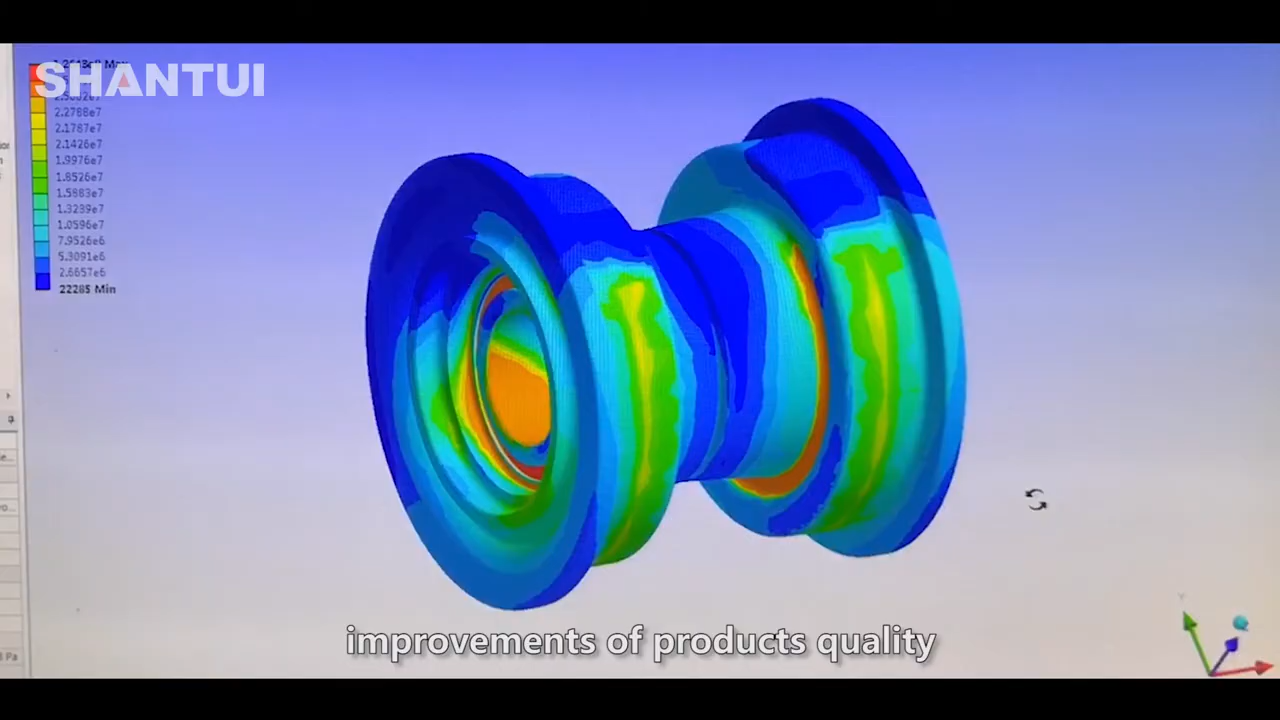 SHANTUI
2.2788e7
2.1787e7
2.1426e7
1.9976e7
1.8526e7
1.5883e7
1.3239e7
1.0596e7
7.9526e6
5.3091e6
2.6657e6
22285 Min
improvements of products quality